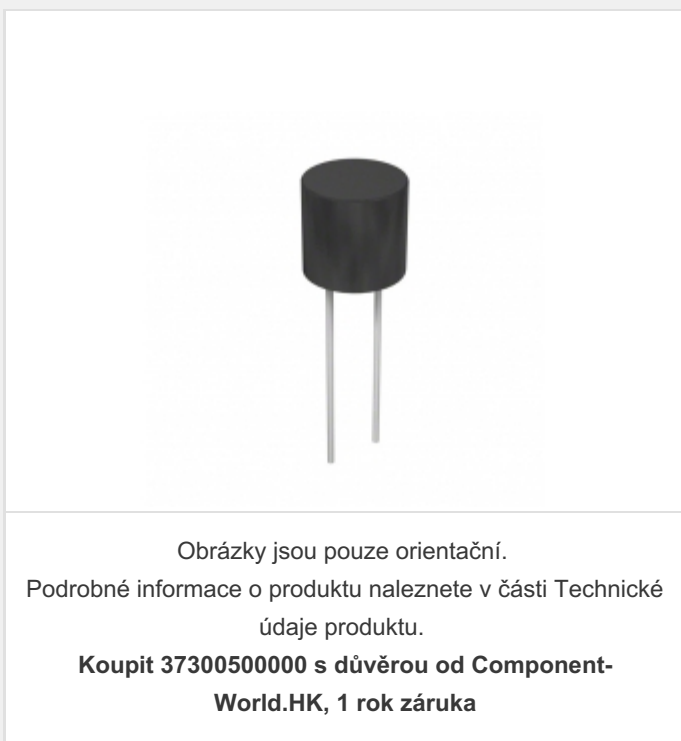 Obrázky jsou pouze orientační.
Podrobné informace o produktu naleznete v části Technické
údaje produktu.
Koupit 37300500000 s důvěrou od Component-
World.HK, 1 rok záruka